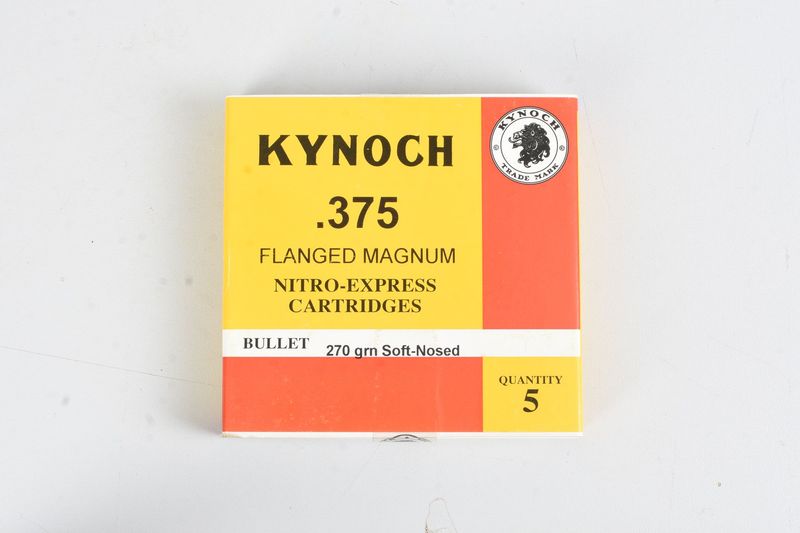 KYNOCH
.375
FLANGED MAGNUM
NITRO-EXPRESS
CARTRIDGES
BULLET 270 grn Soft-Nosed
KYNOCH
® ®
TRADE MARK
QUANTITY
5